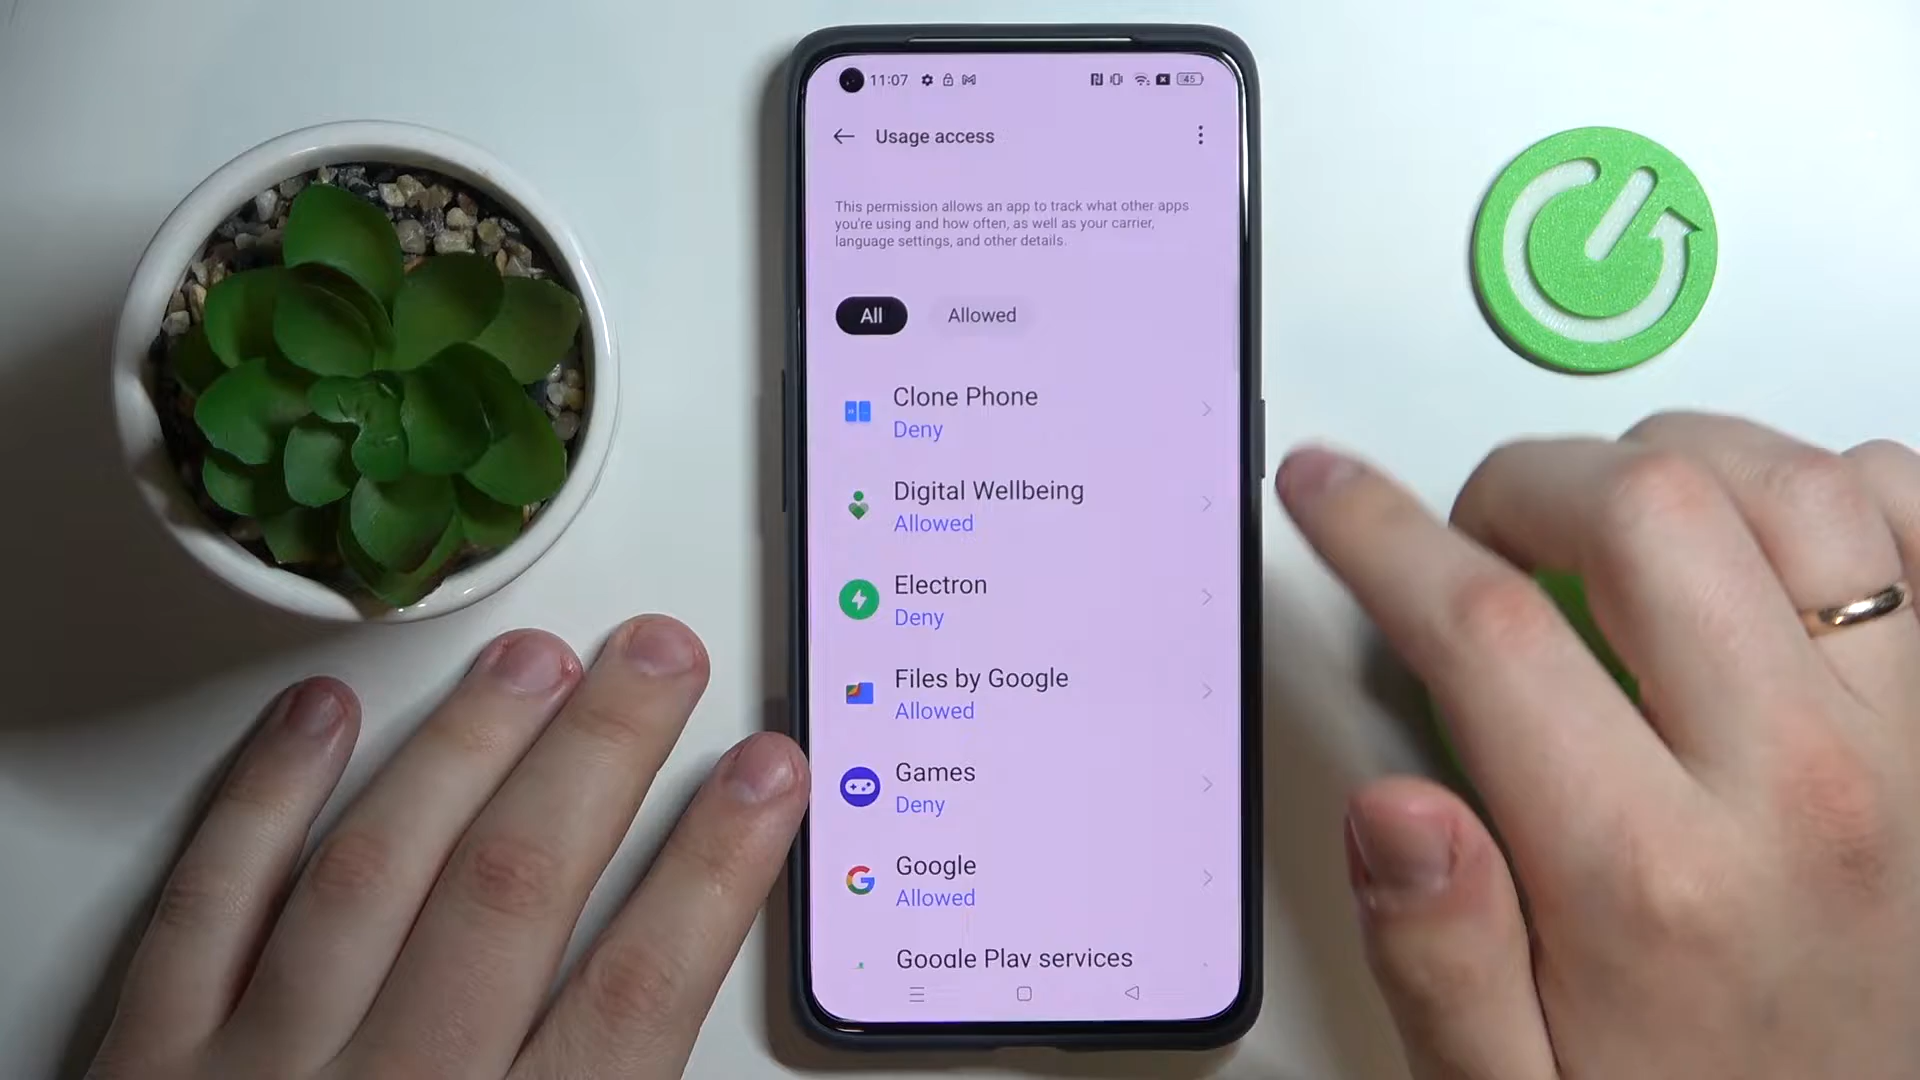 11:07
45
Usage access
This permission allows an app to track what other apps
you're using and how often, as well as your carrier,
language settings, and other details.
All
Allowed
Clone Phone
Deny
Digital Wellbeing
Allowed
Electron
Deny
Files by Google
Allowed
Games
Deny
Google
Allowed
Google Play services